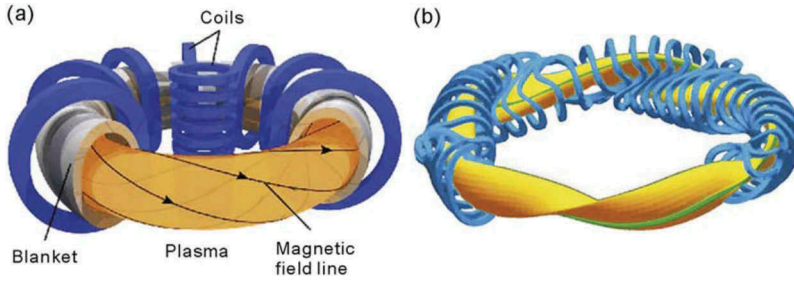 (a)
Coils
(b)
Blanket
Plasma
Magnetic
field line